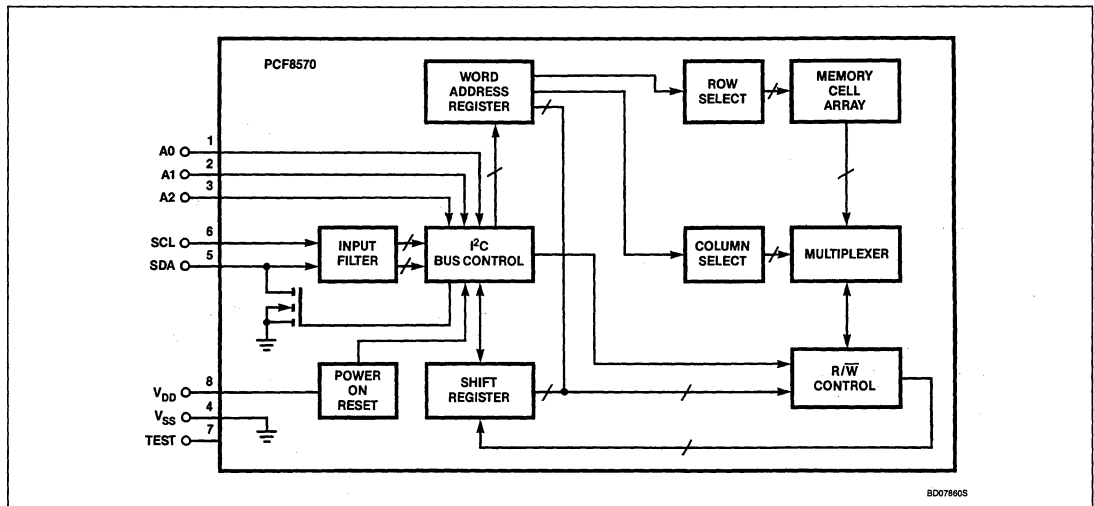 PCF8570
WORD
ADDRESS
REGISTER
ROW
SELECT
MEMORY
CELL
ARRAY
A0 1
A1 2
A2 3
SCL 6
SDA 5
INPUT
FILTER
I²C
BUS CONTROL
COLUMN
SELECT
MULTIPLEXER
POWER
ON
RESET
SHIFT
REGISTER
R/W̅
CONTROL
V_DD 8
V_SS 4
TEST 7
BD07860S